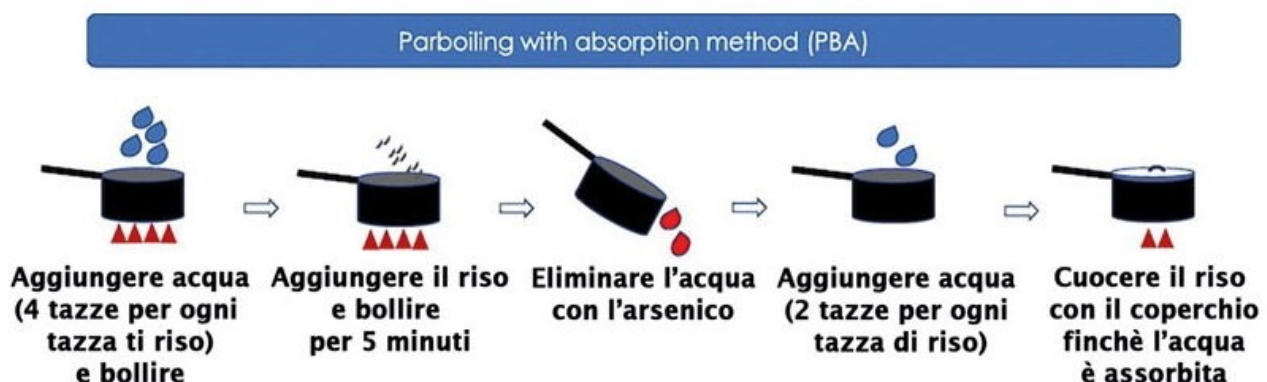 Parboiling with absorption method (PBA)
Aggiungere acqua
(4 tazze per ogni
tazza ti riso)
e bollire
Aggiungere il riso
e bollire
per 5 minuti
Eliminare l'acqua
con l'arsenico
Aggiungere acqua
(2 tazze per ogni
tazza di riso)
Cuocere il riso
con il coperchio
finchè l'acqua
è assorbita